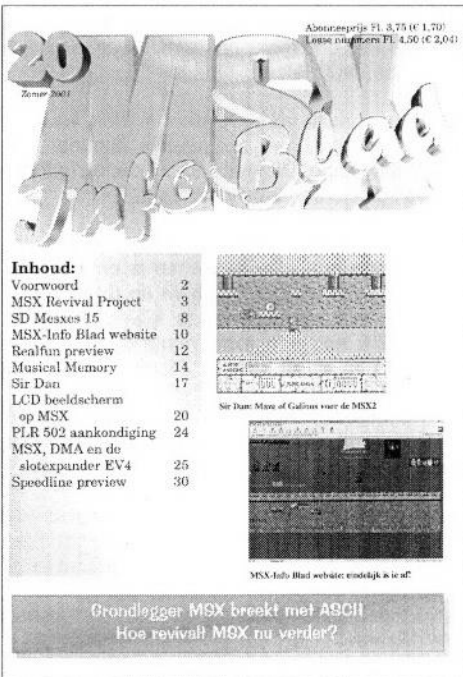 Abonneeprijs Fl. 3,75 (€ 1,70)
Losse nummers Fl. 4,50 (€ 2,04)
20
Zomer 2001
MSX
Info Blad
Inhoud:
Voorwoord 2
MSX Revival Project 3
SD Mesxes 15 8
MSX-Info Blad website 10
Realfun preview 12
Musical Memory 14
Sir Dan 17
LCD beeldscherm
op MSX 20
PLR 502 aankondiging 24
MSX, DMA en de
slotexpander EV4 25
Speedline preview 30
Sir Dan: Maze of Galious voor de MSX2
MSX-Info Blad website: eindelijk is ie af!
Grondlegger MSX breekt met ASCII
Hoe revivalt MSX nu verder?